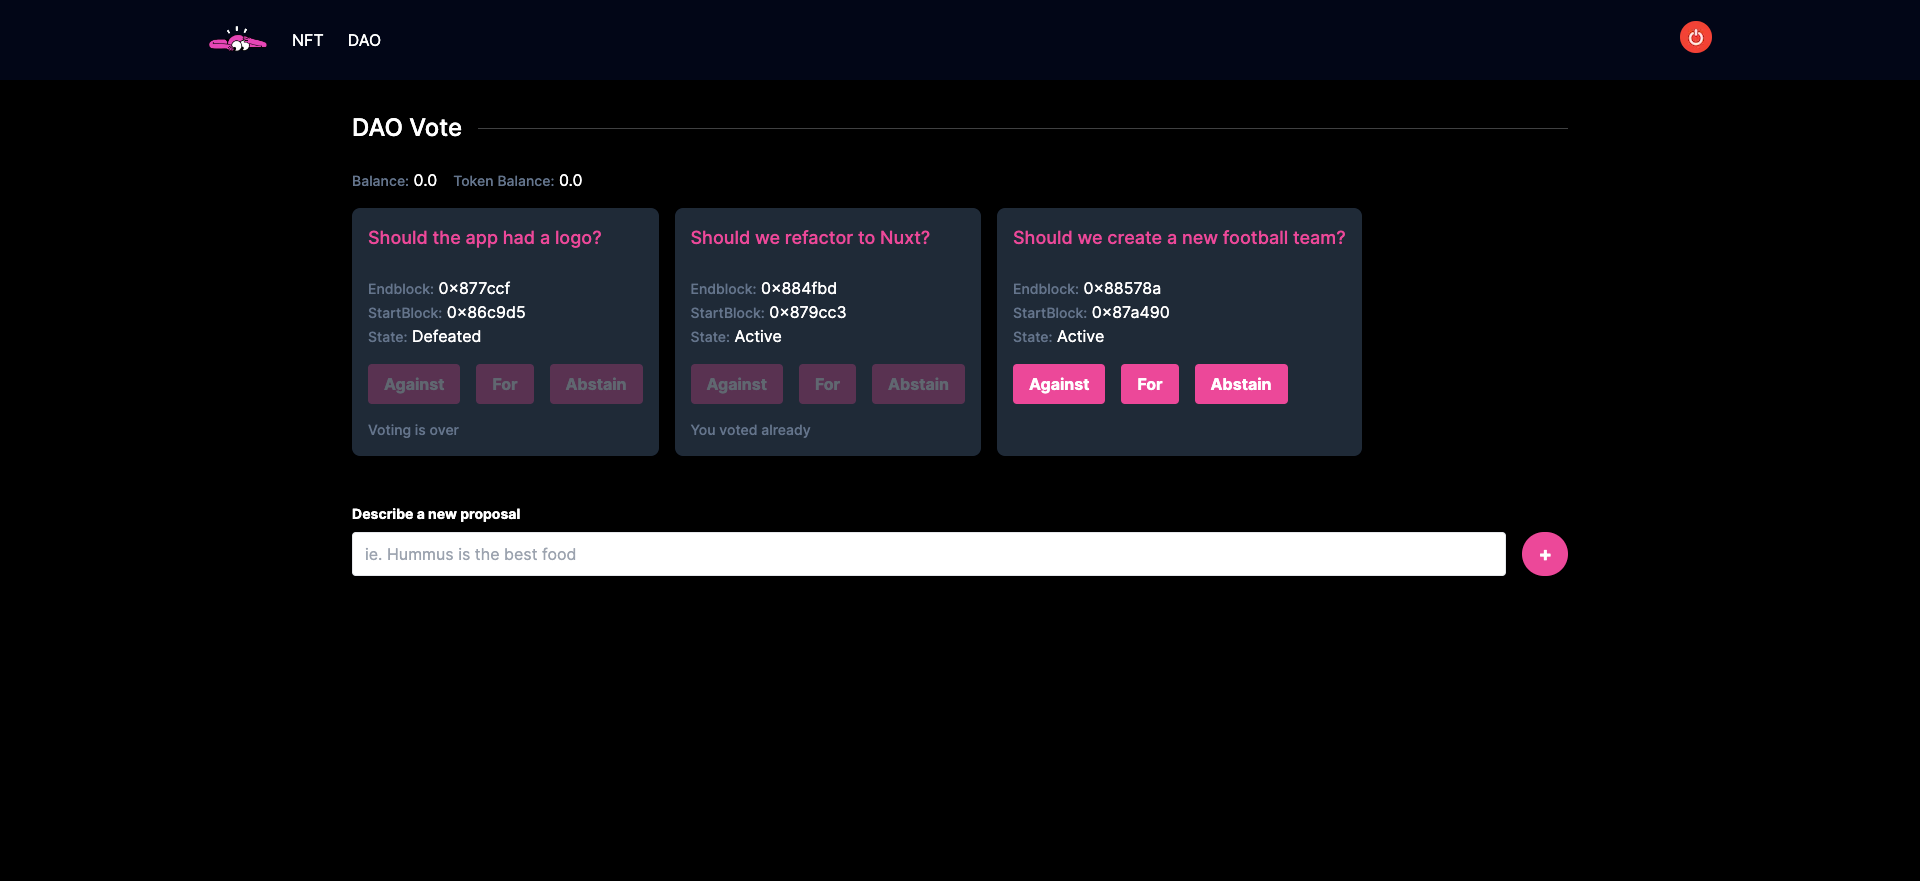 NFT DAO
DAO Vote
Balance: 0.0 Token Balance: 0.0
Should the app had a logo?
Endblock: 0x877ccf
StartBlock: 0x86c9d5
State: Defeated
Against For Abstain
Voting is over
Should we refactor to Nuxt?
Endblock: 0x884fbd
StartBlock: 0x879cc3
State: Active
Against For Abstain
You voted already
Should we create a new football team?
Endblock: 0x88578a
StartBlock: 0x87a490
State: Active
Against For Abstain
Describe a new proposal
ie. Hummus is the best food
+